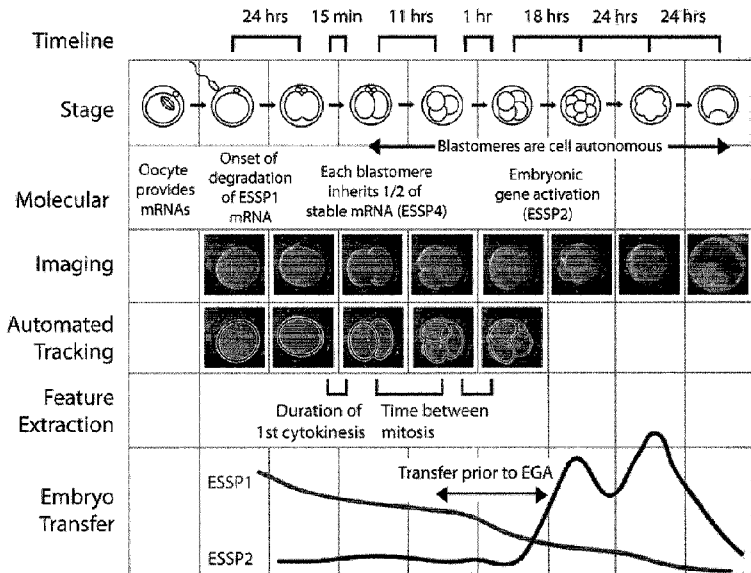 Timeline
24 hrs 15 min 11 hrs 1 hr 18 hrs 24 hrs 24 hrs
Stage
Blastomeres are cell autonomous
Molecular
Oocyte
provides
mRNAs
Onset of
degradation
of ESSP1
mRNA
Each blastomere
inherits 1/2 of
stable mRNA (ESSP4)
Embryonic
gene activation
(ESSP2)
Imaging
Automated
Tracking
Feature
Extraction
Duration of
1st cytokinesis
Time between
mitosis
Embryo
Transfer
Transfer prior to EGA
ESSP1
ESSP2